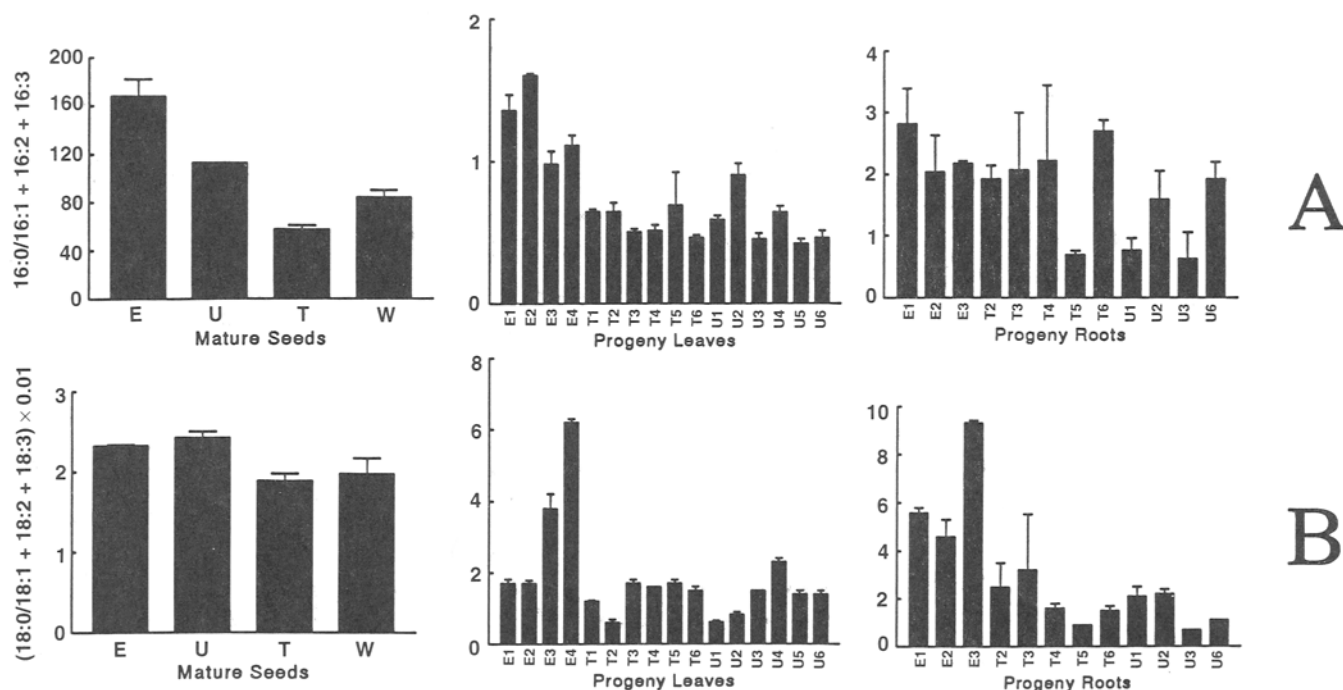 16:0/16:1 + 16:2 + 16:3
200
160
120
80
40
0
E U T W
Mature Seeds
2
1
0
E1 E2 E3 E4 T1 T2 T3 T4 T5 T6 U1 U2 U3 U4 U5 U6
Progeny Leaves
4
3
2
1
0
E1 E2 E3 T2 T3 T4 T5 T6 U1 U2 U3 U6
Progeny Roots
A
(18:0/18:1 + 18:2 + 18:3) × 0.01
3
2
1
0
E U T W
Mature Seeds
8
6
4
2
0
E1 E2 E3 E4 T1 T2 T3 T4 T5 T6 U1 U2 U3 U4 U5 U6
Progeny Leaves
10
8
6
4
2
0
E1 E2 E3 T2 T3 T4 T5 T6 U1 U2 U3 U6
Progeny Roots
B